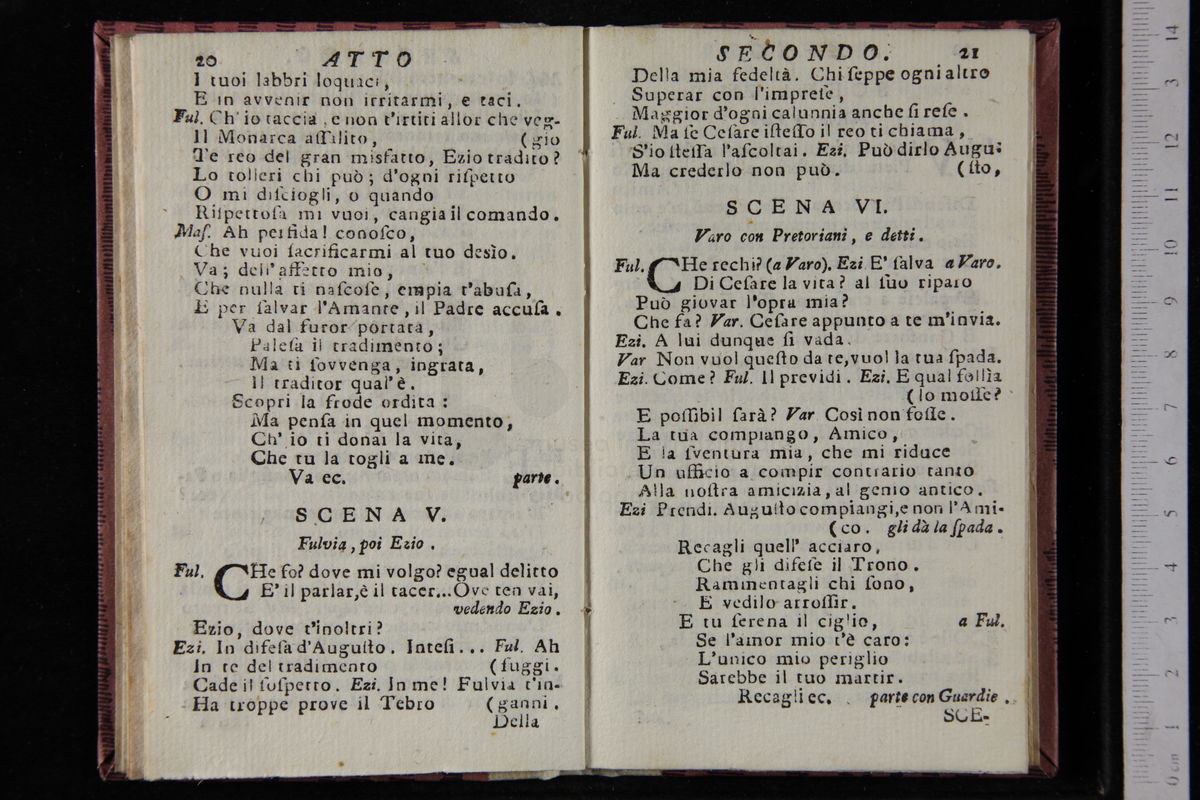 20 ATTO
I tuoi labbri loquaci,
E in avvenir non irritarmi, e taci.
Ful. Ch' io taccia, e non t'irriti allor che veg-
Il Monarca aſſalito, (gio
Te reo del gran misfatto, Ezio tradito?
Lo tolleri chi può; d'ogni riſpetto
O mi diſciogli, o quando
Riſpettoſa mi vuoi, cangia il comando.
Maſ. Ah perfida! conoſco,
Che vuoi ſacrificarmi al tuo desìo.
Va; dell'affetto mio,
Che nulla ti naſcoſe, empia t'abuſa,
E per ſalvar l'Amante, il Padre accuſa.
Va dal furor portata,
Paleſa il tradimento;
Ma ti ſovvenga, ingrata,
Il traditor qual'è.
Scopri la frode ordita:
Ma penſa in quel momento,
Ch' io ti donai la vita,
Che tu la togli a me.
Va ec. parte.
SCENA V.
Fulvia, poi Ezio.
Ful. CHe fo? dove mi volgo? egual delitto
E' il parlar, è il tacer... Ove ten vai,
vedendo Ezio.
Ezio, dove t'inoltri?
Ezi. In difeſa d'Auguſto. Inteſi... Ful. Ah
In te del tradimento (fuggi.
Cade il ſoſpetto. Ezi. In me! Fulvia t'in-
Ha troppe prove il Tebro (ganni.
Della
SECONDO. 21
Della mia fedeltà. Chi ſeppe ogni altro
Superar con l'impreſe,
Maggior d'ogni calunnia anche ſi reſe.
Ful. Ma ſe Ceſare iſteſſo il reo ti chiama,
S'io ſteſſa l'aſcoltai. Ezi. Può dirlo Augu-
Ma crederlo non può. (ſto,
SCENA VI.
Varo con Pretoriani, e detti.
Ful. CHe rechi? (a Varo). Ezi E' ſalva a Varo.
Di Ceſare la vita? al ſuo riparo
Può giovar l'opra mia?
Che fa? Var. Ceſare appunto a te m'invia.
Ezi. A lui dunque ſi vada.
Var Non vuol queſto da te, vuol la tua ſpada.
Ezi. Come? Ful. Il previdi. Ezi. E qual follìa
(lo moſſe?
E poſſibil ſarà? Var Così non foſſe.
La tua compiango, Amico,
E la ſventura mia, che mi riduce
Un ufficio a compir contrario tanto
Alla noſtra amicizia, al genio antico.
Ezi Prendi. Auguſto compiangi, e non l'Ami-
(co. gli dà la ſpada.
Recagli quell' acciaro,
Che gli difeſe il Trono.
Rammentagli chi ſono,
E vedilo arroſſir.
E tu ſerena il ciglio, a Ful.
Se l'amor mio t'è caro:
L'unico mio periglio
Sarebbe il tuo martir.
Recagli ec. parte con Guardie.
SCE-
14
13
12
11
10
9
8
7
6
5
4
3
2
1
cm